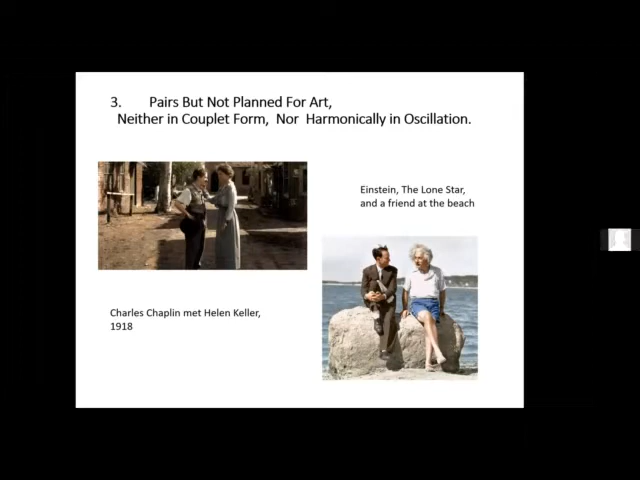 3. Pairs But Not Planned For Art,
Neither in Couplet Form, Nor Harmonically in Oscillation.
Einstein, The Lone Star,
and a friend at the beach
Charles Chaplin met Helen Keller,
1918